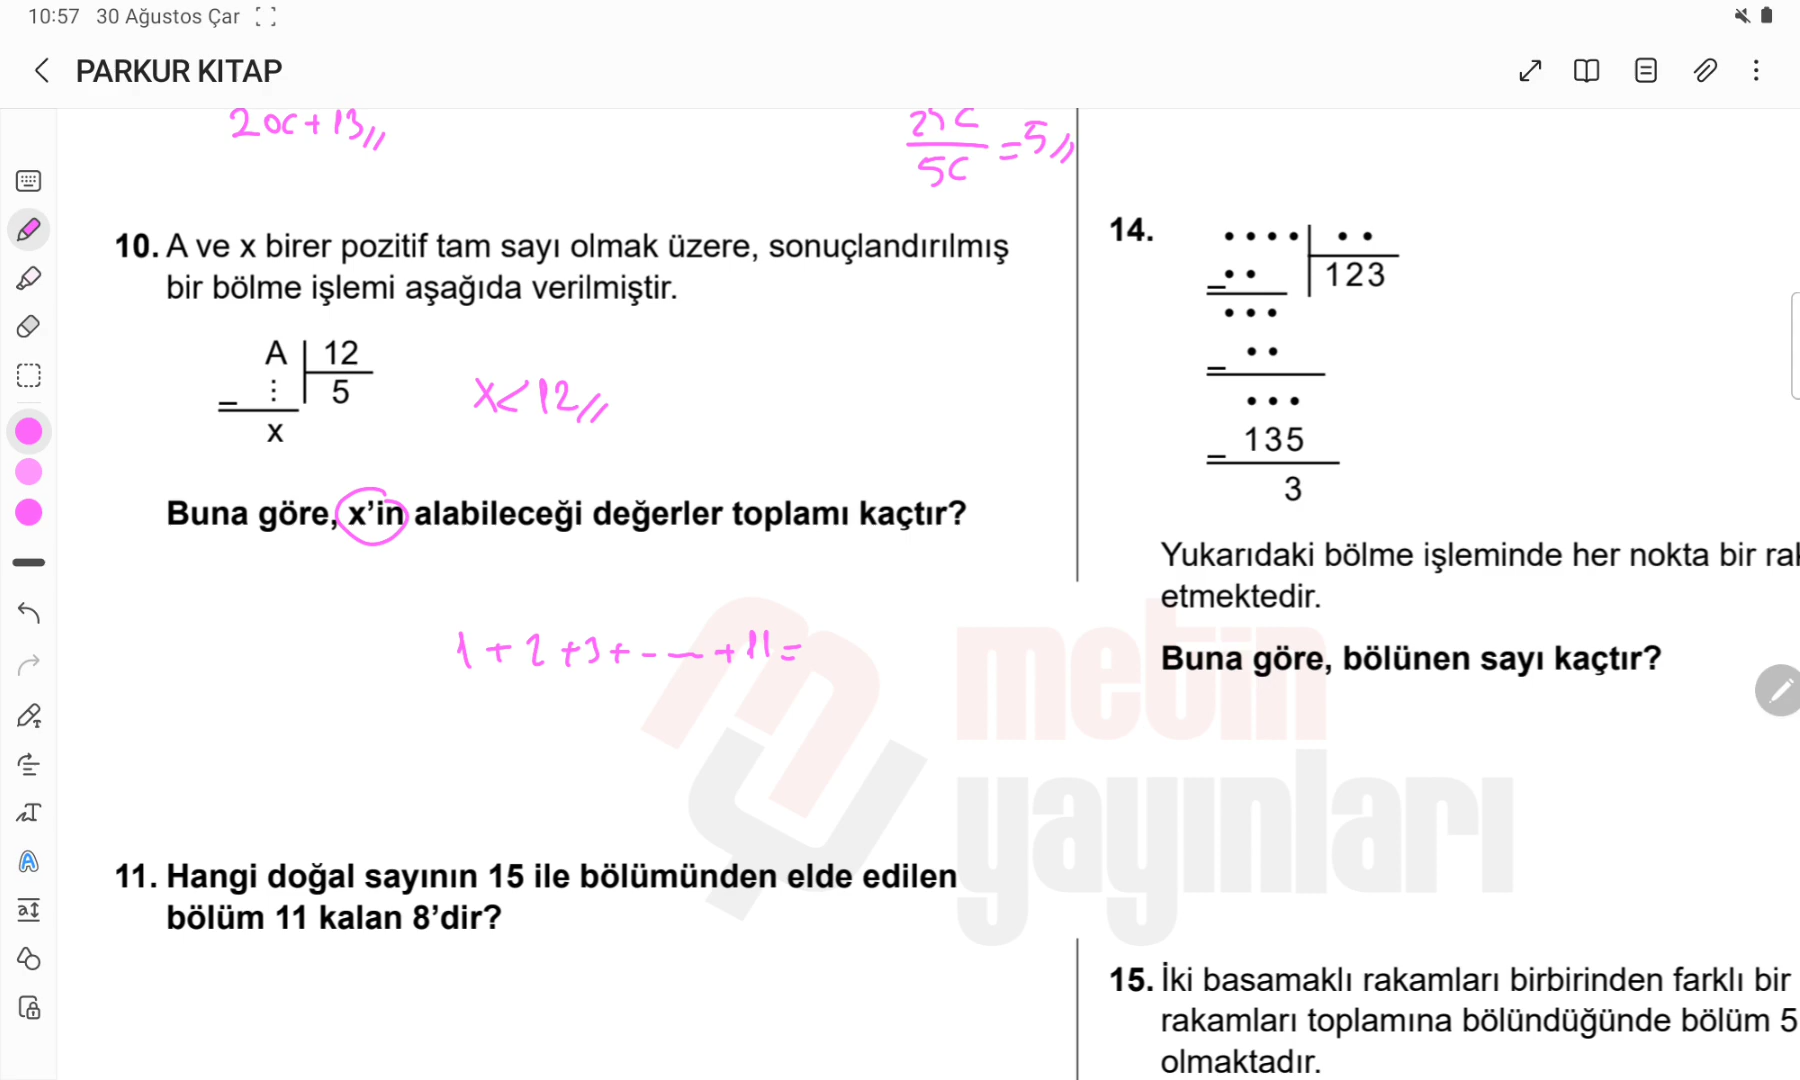 10:57 30 Ağustos Çar
PARKUR KITAP
20C+13//
25C/5C =5//
10. A ve x birer pozitif tam sayı olmak üzere, sonuçlandırılmış
bir bölme işlemi aşağıda verilmiştir.
A 12
5
x
x<12//
Buna göre, x'in alabileceği değerler toplamı kaçtır?
1+2+3+----+11=
11. Hangi doğal sayının 15 ile bölümünden elde edilen
bölüm 11 kalan 8'dir?
14.
•••• ••
– •• 123
•••
– ••
•••
– 135
3
Yukarıdaki bölme işleminde her nokta bir ra
etmektedir.
Buna göre, bölünen sayı kaçtır?
15. İki basamaklı rakamları birbirinden farklı bir
rakamları toplamına bölündüğünde bölüm 5
olmaktadır.
metin
yayınları